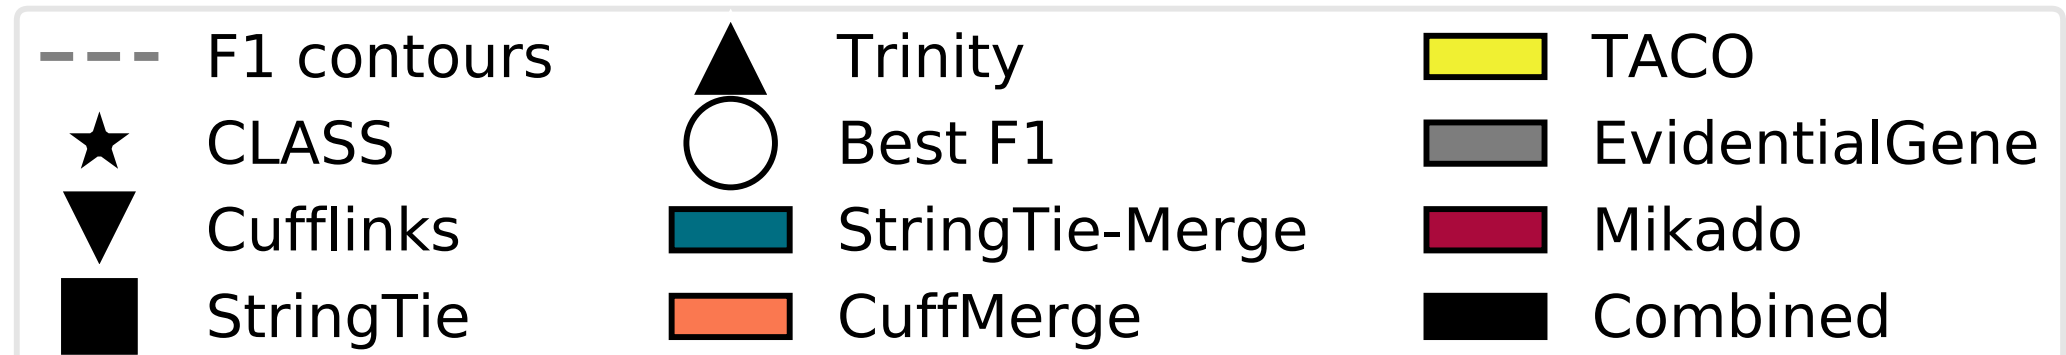 F1 contours
CLASS
Cufflinks
StringTie
Trinity
Best F1
StringTie-Merge
CuffMerge
TACO
EvidentialGene
Mikado
Combined